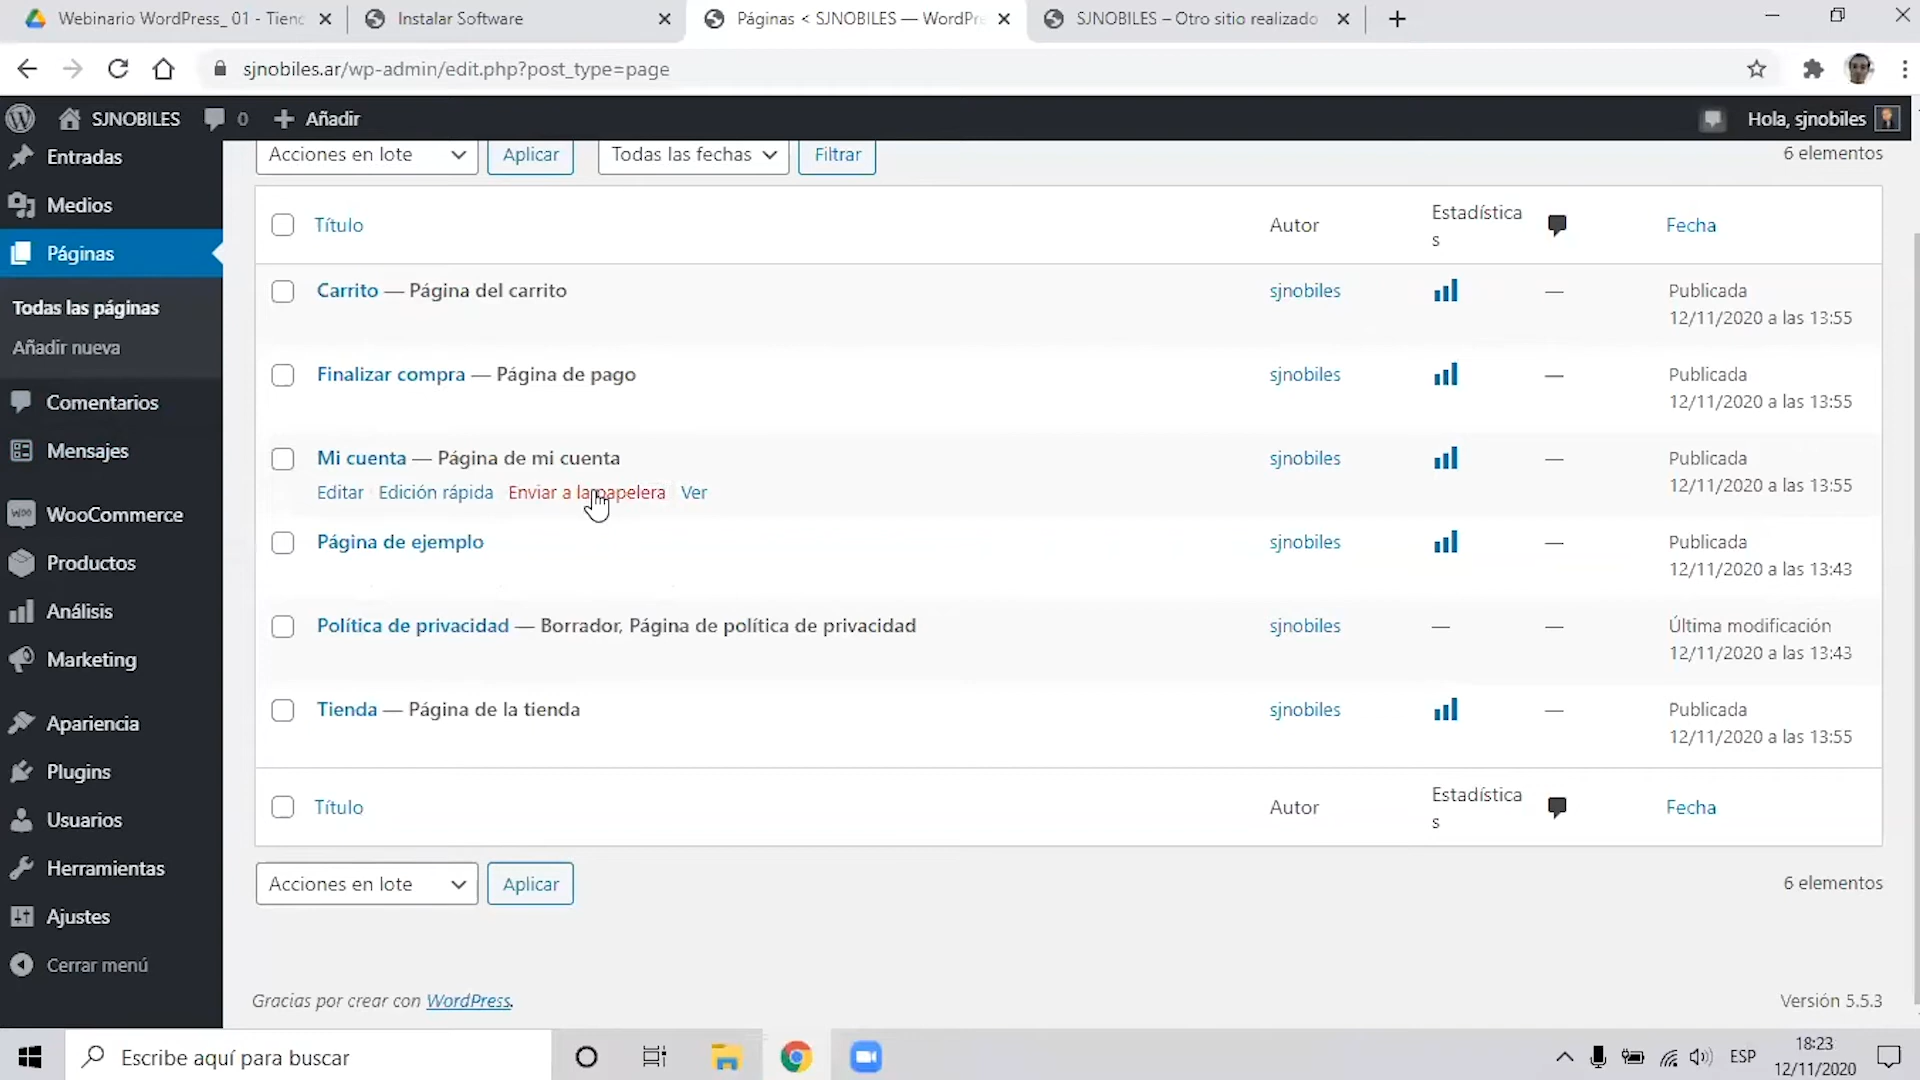 Webinario WordPress_ 01 - Tiend
Instalar Software
Páginas < SJNOBILES — WordPre
SJNOBILES – Otro sitio realizado
sjnobiles.ar/wp-admin/edit.php?post_type=page
SJNOBILES
0
Añadir
Hola, sjnobiles
Entradas
Medios
Páginas
Todas las páginas
Añadir nueva
Comentarios
Mensajes
WooCommerce
Productos
Análisis
Marketing
Apariencia
Plugins
Usuarios
Herramientas
Ajustes
Cerrar menú
Acciones en lote
Aplicar
Todas las fechas
Filtrar
6 elementos
Título
Autor
Estadística
s
Fecha
Carrito — Página del carrito
sjnobiles
—
Publicada
12/11/2020 a las 13:55
Finalizar compra — Página de pago
sjnobiles
—
Publicada
12/11/2020 a las 13:55
Mi cuenta — Página de mi cuenta
Editar Edición rápida Enviar a la papelera Ver
sjnobiles
—
Publicada
12/11/2020 a las 13:55
Página de ejemplo
sjnobiles
—
Publicada
12/11/2020 a las 13:43
Política de privacidad — Borrador, Página de política de privacidad
sjnobiles
—
—
Última modificación
12/11/2020 a las 13:43
Tienda — Página de la tienda
sjnobiles
—
Publicada
12/11/2020 a las 13:55
Título
Autor
Estadística
s
Fecha
Acciones en lote
Aplicar
6 elementos
Gracias por crear con WordPress.
Versión 5.5.3
Escribe aquí para buscar
ESP
18:23
12/11/2020